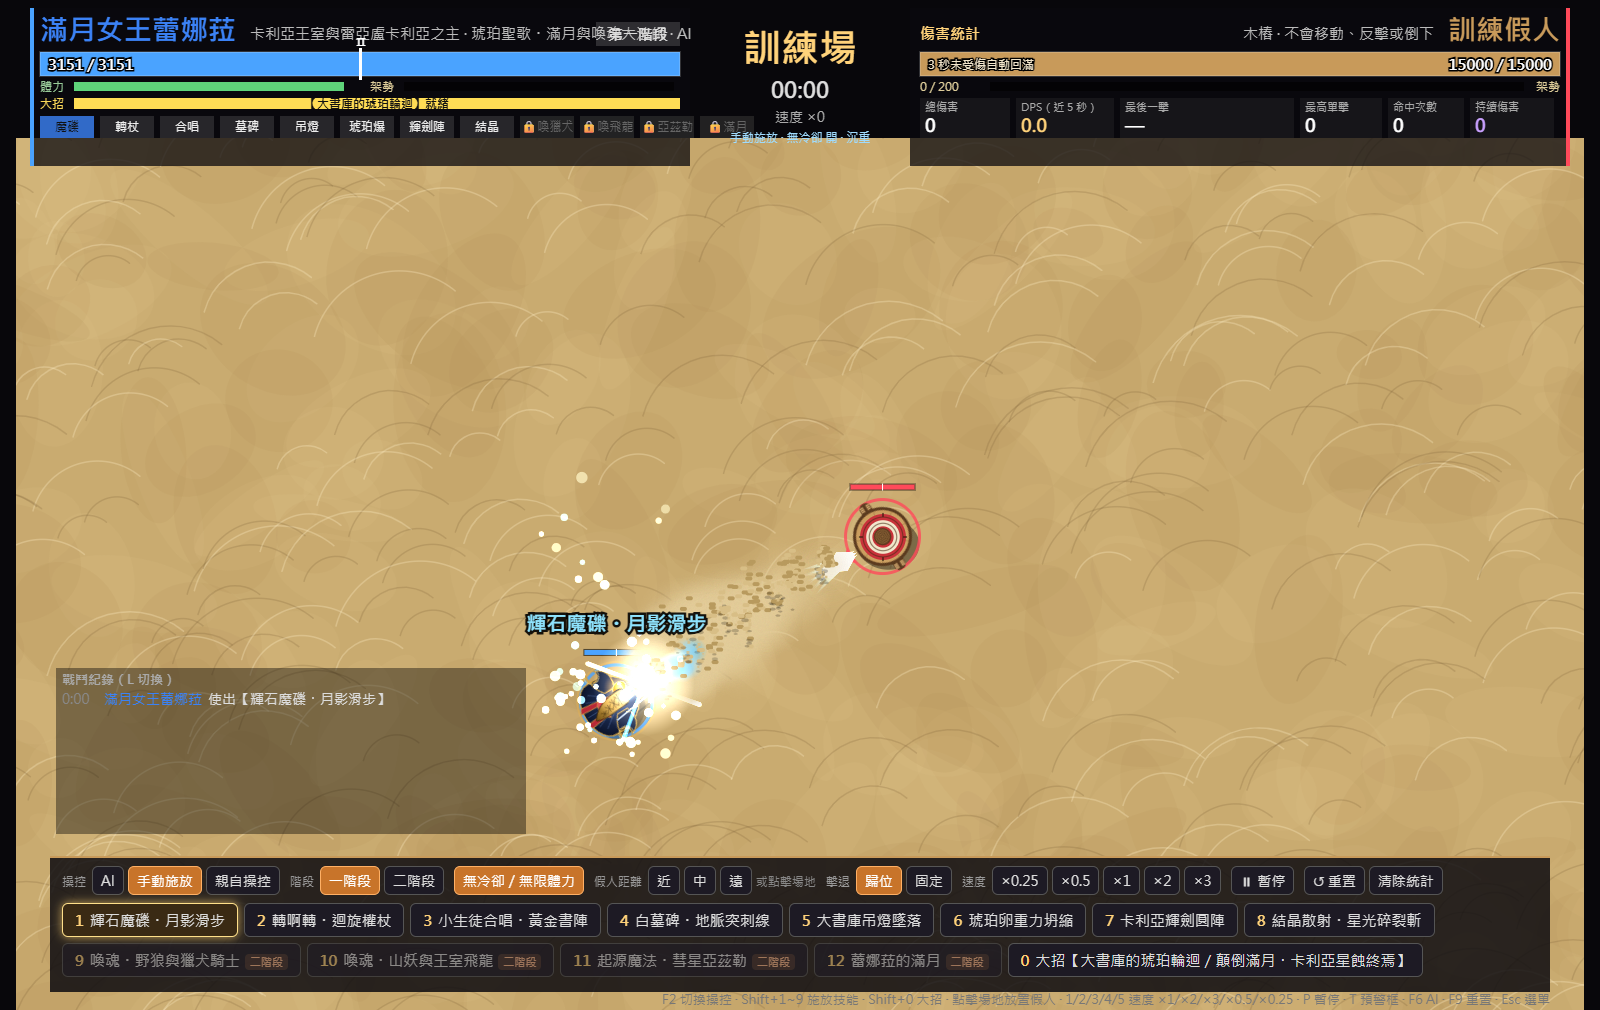 滿月女王蕾娜菈
卡利亞王室與雷亞盧卡利亞之主 · 琥珀聖歌 · 滿月與喚
· AI
第一階段
II
3151 / 3151
體力
架勢
大招
【大書庫的琥珀輪迴】就緒
魔礫 轉杖 合唱 墓碑 吊燈 琥珀爆 輝劍陣 結晶 喚獵犬 喚飛龍 亞茲勒 滿月
訓練場
00:00
速度 ×0
手動施放 · 無冷卻 開 · 沉重
傷害統計
木樁 · 不會移動、反擊或倒下
訓練假人
3 秒未受傷自動回滿
15000 / 15000
0 / 200
架勢
總傷害 DPS（近 5 秒） 最後一擊 最高單擊 命中次數 持續傷害
0 0.0 — 0 0 0
輝石魔礫・月影滑步
戰鬥紀錄（L 切換）
0:00 滿月女王蕾娜菈 使出【輝石魔礫・月影滑步】
操控 AI 手動施放 親自操控 階段 一階段 二階段 無冷卻 / 無限體力 假人距離 近 中 遠 或點擊場地 擊退 歸位 固定 速度 ×0.25 ×0.5 ×1 ×2 ×3 ⏸ 暫停 ↺ 重置 清除統計
1 輝石魔礫・月影滑步 2 轉啊轉・迴旋權杖 3 小生徒合唱・黃金書陣 4 白墓碑・地脈突刺線 5 大書庫吊燈墜落 6 琥珀卵重力坍縮 7 卡利亞輝劍圓陣 8 結晶散射・星光碎裂斬
9 喚魂・野狼與獵犬騎士 二階段 10 喚魂・山妖與王室飛龍 二階段 11 起源魔法・彗星亞茲勒 二階段 12 蕾娜菈的滿月 二階段 0 大招【大書庫的琥珀輪迴 / 顛倒滿月・卡利亞星蝕終焉】
F2 切換操控 · Shift+1~9 施放技能 · Shift+0 大招 · 點擊場地放置假人 · 1/2/3/4/5 速度 ×1/×2/×3/×0.5/×0.25 · P 暫停 · T 預警框 · F6 AI · F9 重置 · Esc 選單